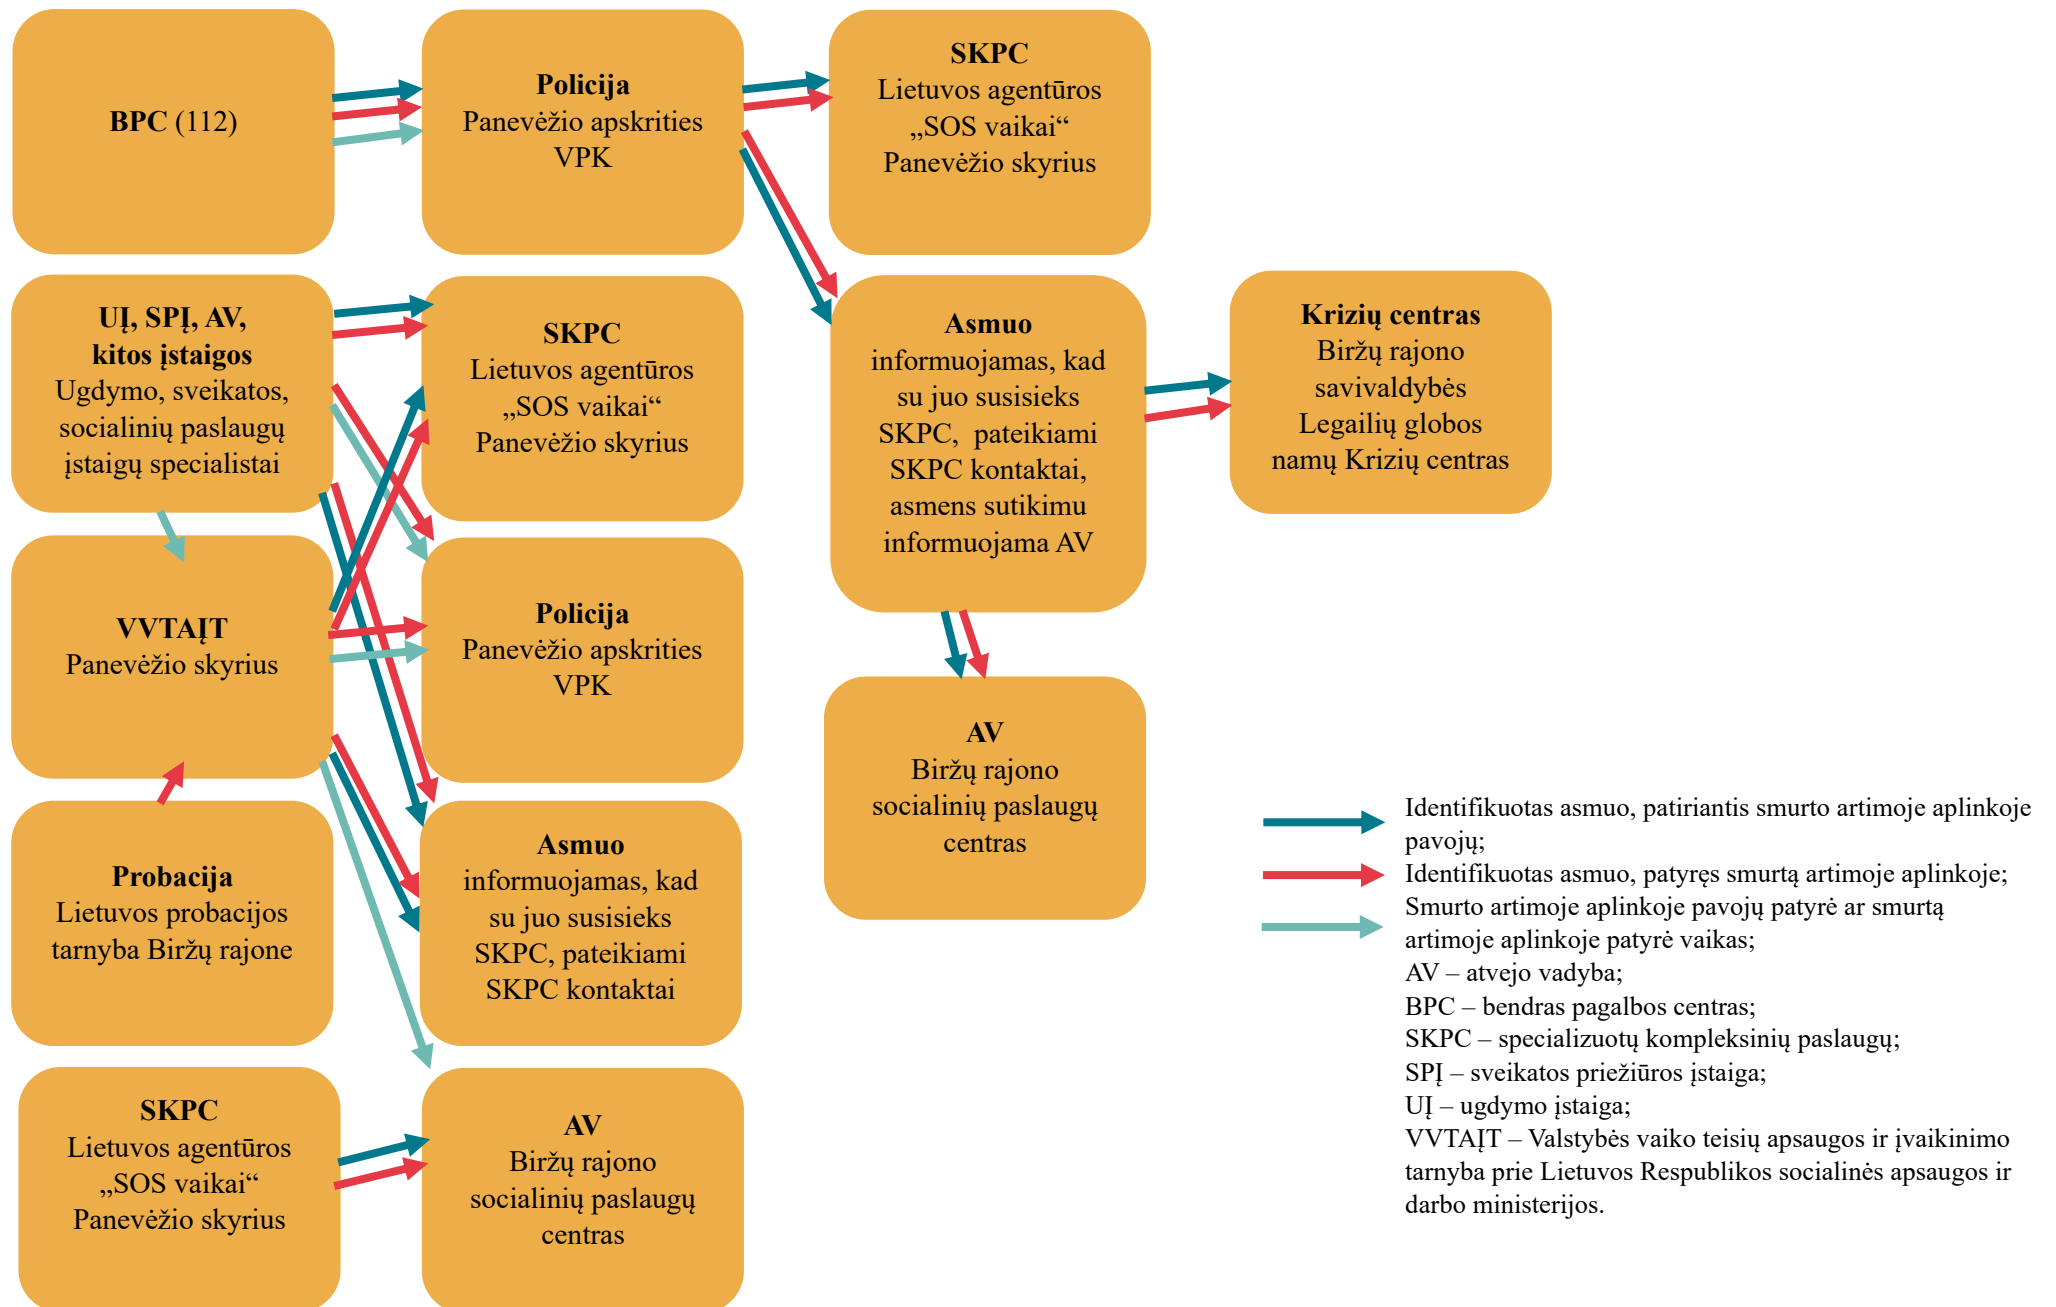 BPC (112)
Policija
Panevėžio apskrities
VPK
SKPC
Lietuvos agentūros
„SOS vaikai“
Panevėžio skyrius
UĮ, SPĮ, AV,
kitos įstaigos
Ugdymo, sveikatos,
socialinių paslaugų
įstaigų specialistai
SKPC
Lietuvos agentūros
„SOS vaikai“
Panevėžio skyrius
Asmuo
informuojamas, kad
su juo susisieks
SKPC, pateikiami
SKPC kontaktai,
asmens sutikimu
informuojama AV
Krizių centras
Biržų rajono
savivaldybės
Legailių globos
namų Krizių centras
VVTAĮT
Panevėžio skyrius
Policija
Panevėžio apskrities
VPK
AV
Biržų rajono
socialinių paslaugų
centras
Probacija
Lietuvos probacijos
tarnyba Biržų rajone
Asmuo
informuojamas, kad
su juo susisieks
SKPC, pateikiami
SKPC kontaktai
SKPC
Lietuvos agentūros
„SOS vaikai“
Panevėžio skyrius
AV
Biržų rajono
socialinių paslaugų
centras
Identifikuotas asmuo, patiriantis smurto artimoje aplinkoje
pavojų;
Identifikuotas asmuo, patyręs smurtą artimoje aplinkoje;
Smurto artimoje aplinkoje pavojų patyrė ar smurtą
artimoje aplinkoje patyrė vaikas;
AV – atvejo vadyba;
BPC – bendras pagalbos centras;
SKPC – specializuotų kompleksinių paslaugų;
SPĮ – sveikatos priežiūros įstaiga;
UĮ – ugdymo įstaiga;
VVTAĮT – Valstybės vaiko teisių apsaugos ir įvaikinimo
tarnyba prie Lietuvos Respublikos socialinės apsaugos ir
darbo ministerijos.